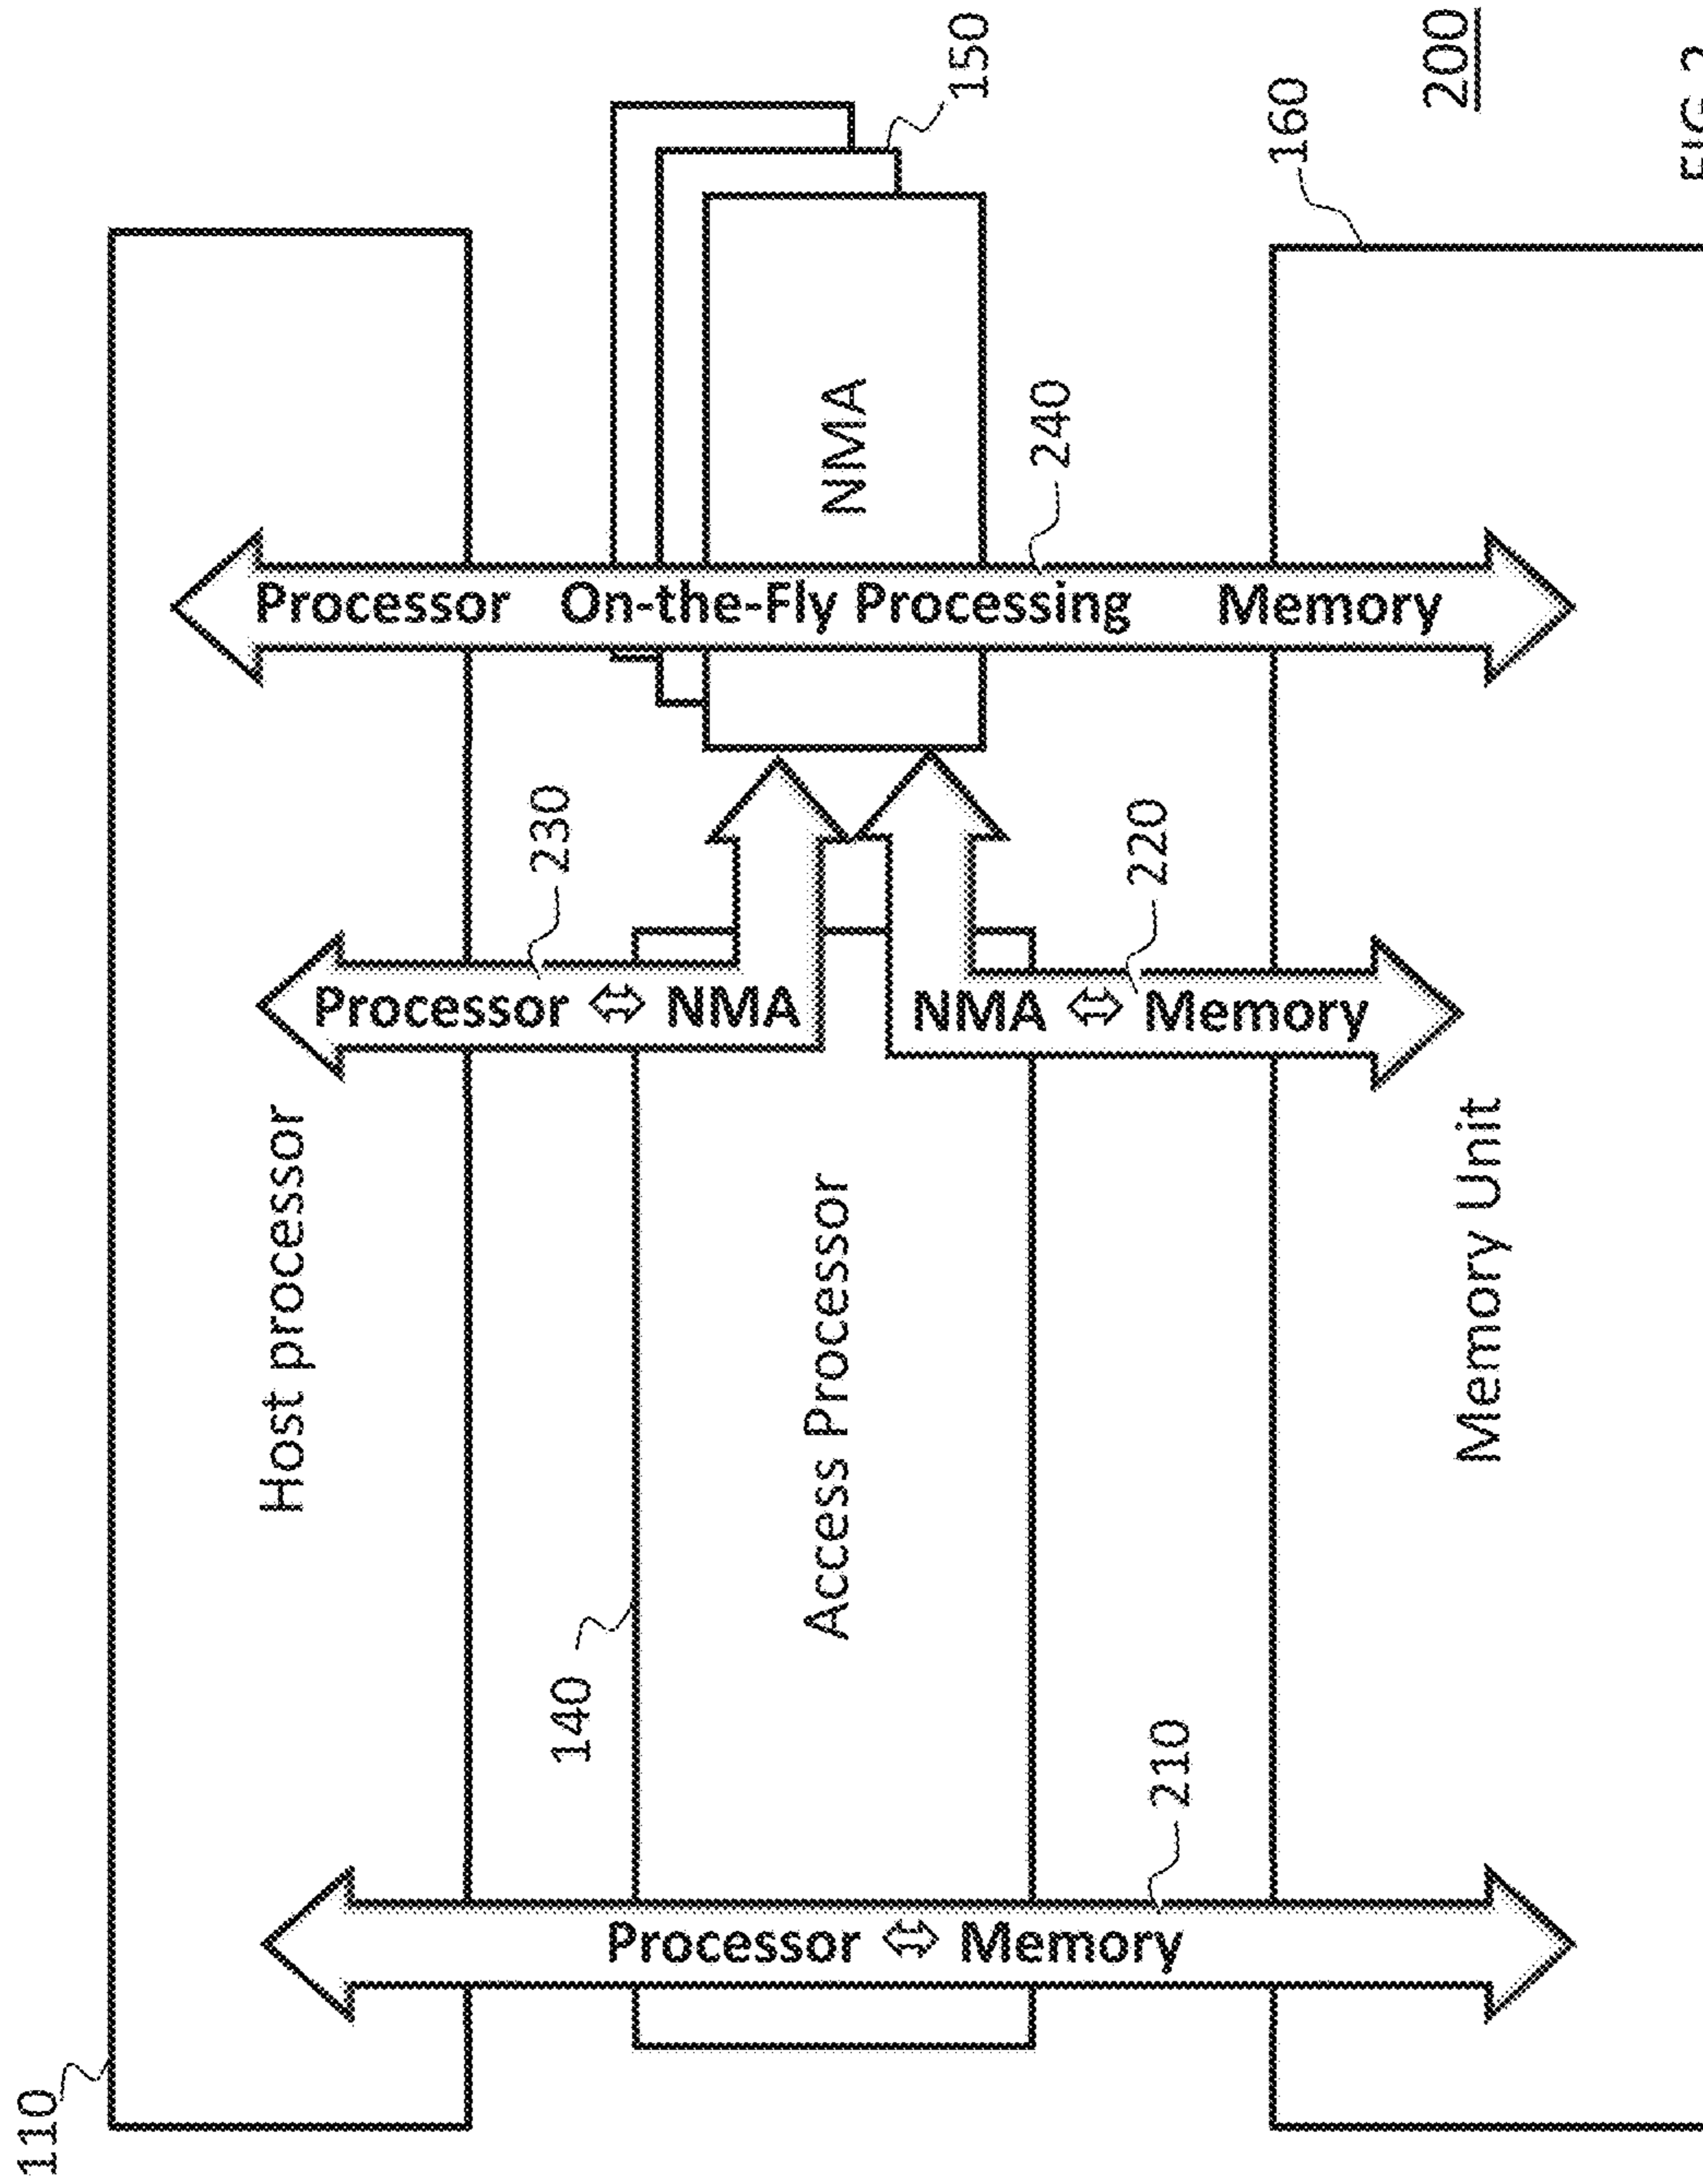 110
Host processor
140
230
Access Processor
NMA
150
Processor ⇔ Memory
Processor ⇔ NMA
NMA ⇔ Memory
Processor On-the-Fly Processing Memory
240
210
220
160
Memory Unit
200